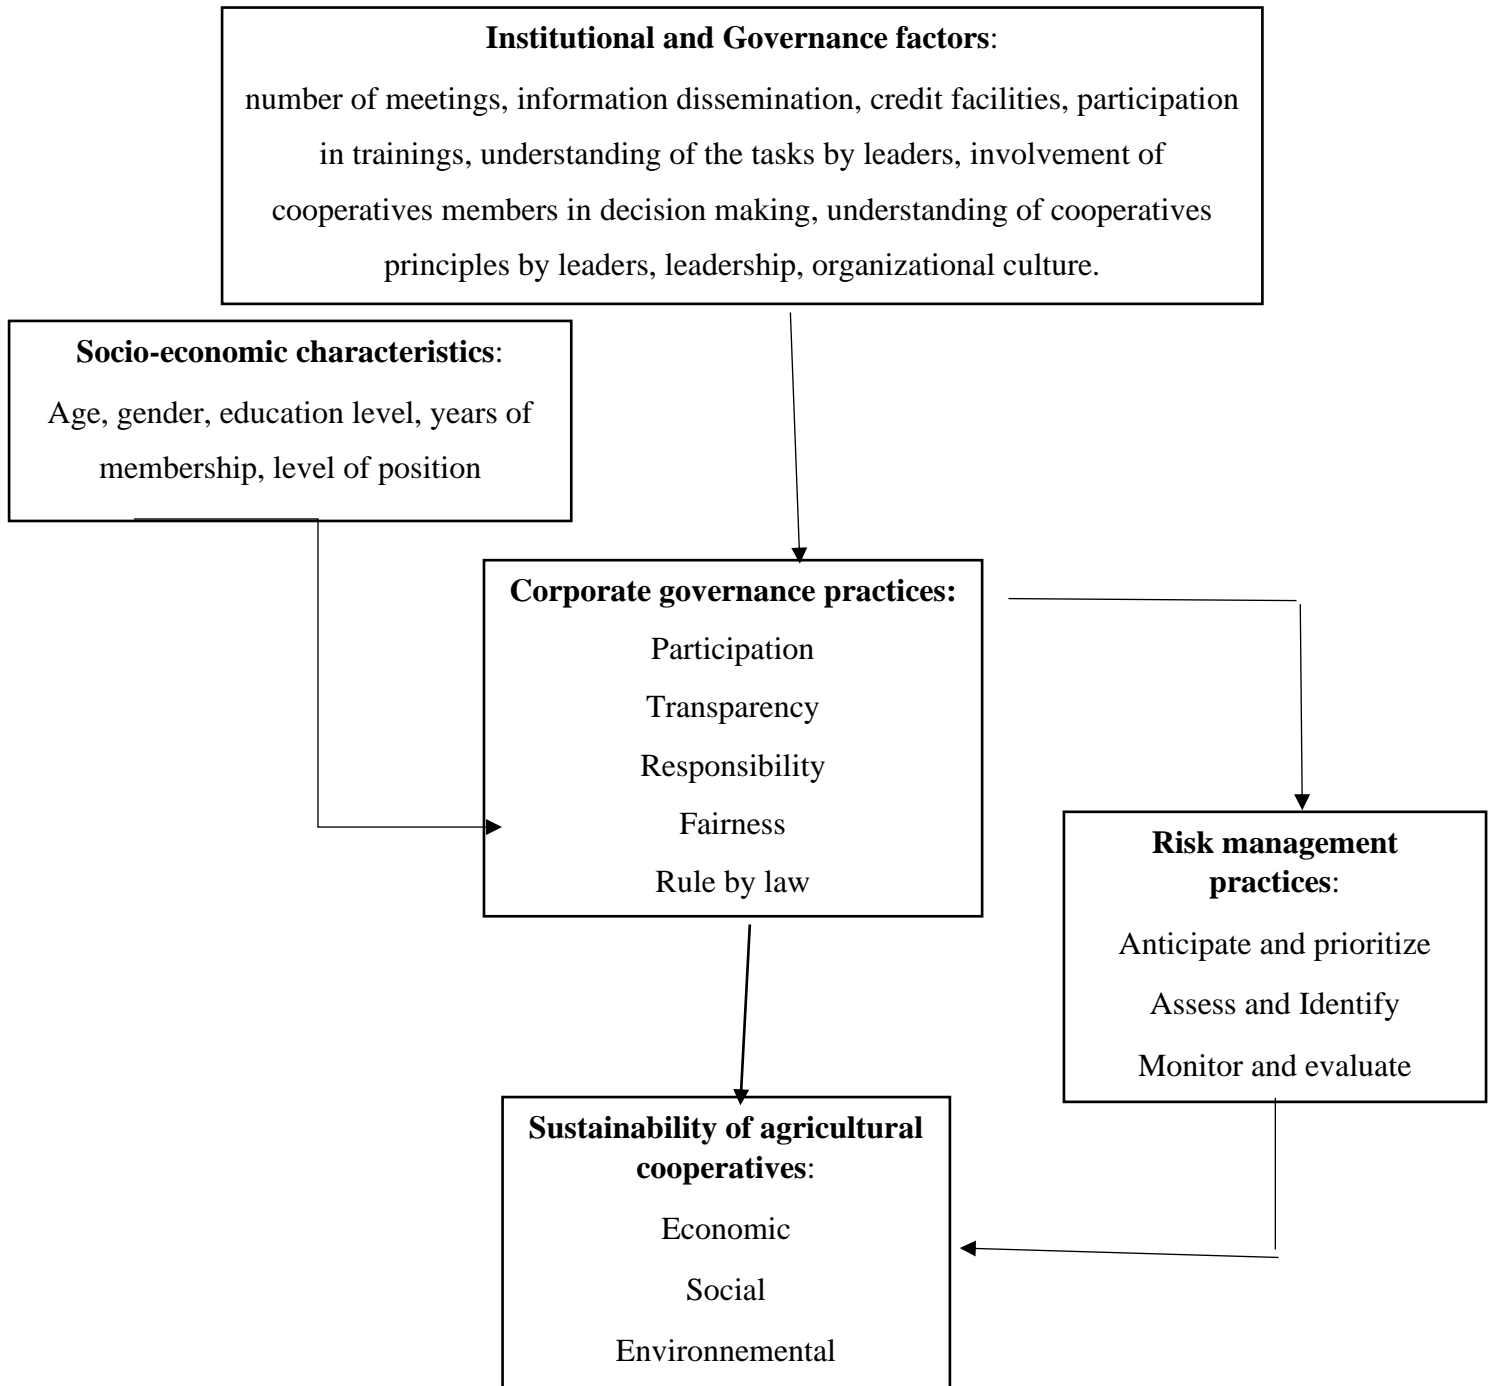 Institutional and Governance factors:
number of meetings, information dissemination, credit facilities, participation
in trainings, understanding of the tasks by leaders, involvement of
cooperatives members in decision making, understanding of cooperatives
principles by leaders, leadership, organizational culture.
Socio-economic characteristics:
Age, gender, education level, years of
membership, level of position
Corporate governance practices:
Participation
Transparency
Responsibility
Fairness
Rule by law
Risk management
practices:
Anticipate and prioritize
Assess and Identify
Monitor and evaluate
Sustainability of agricultural
cooperatives:
Economic
Social
Environnemental